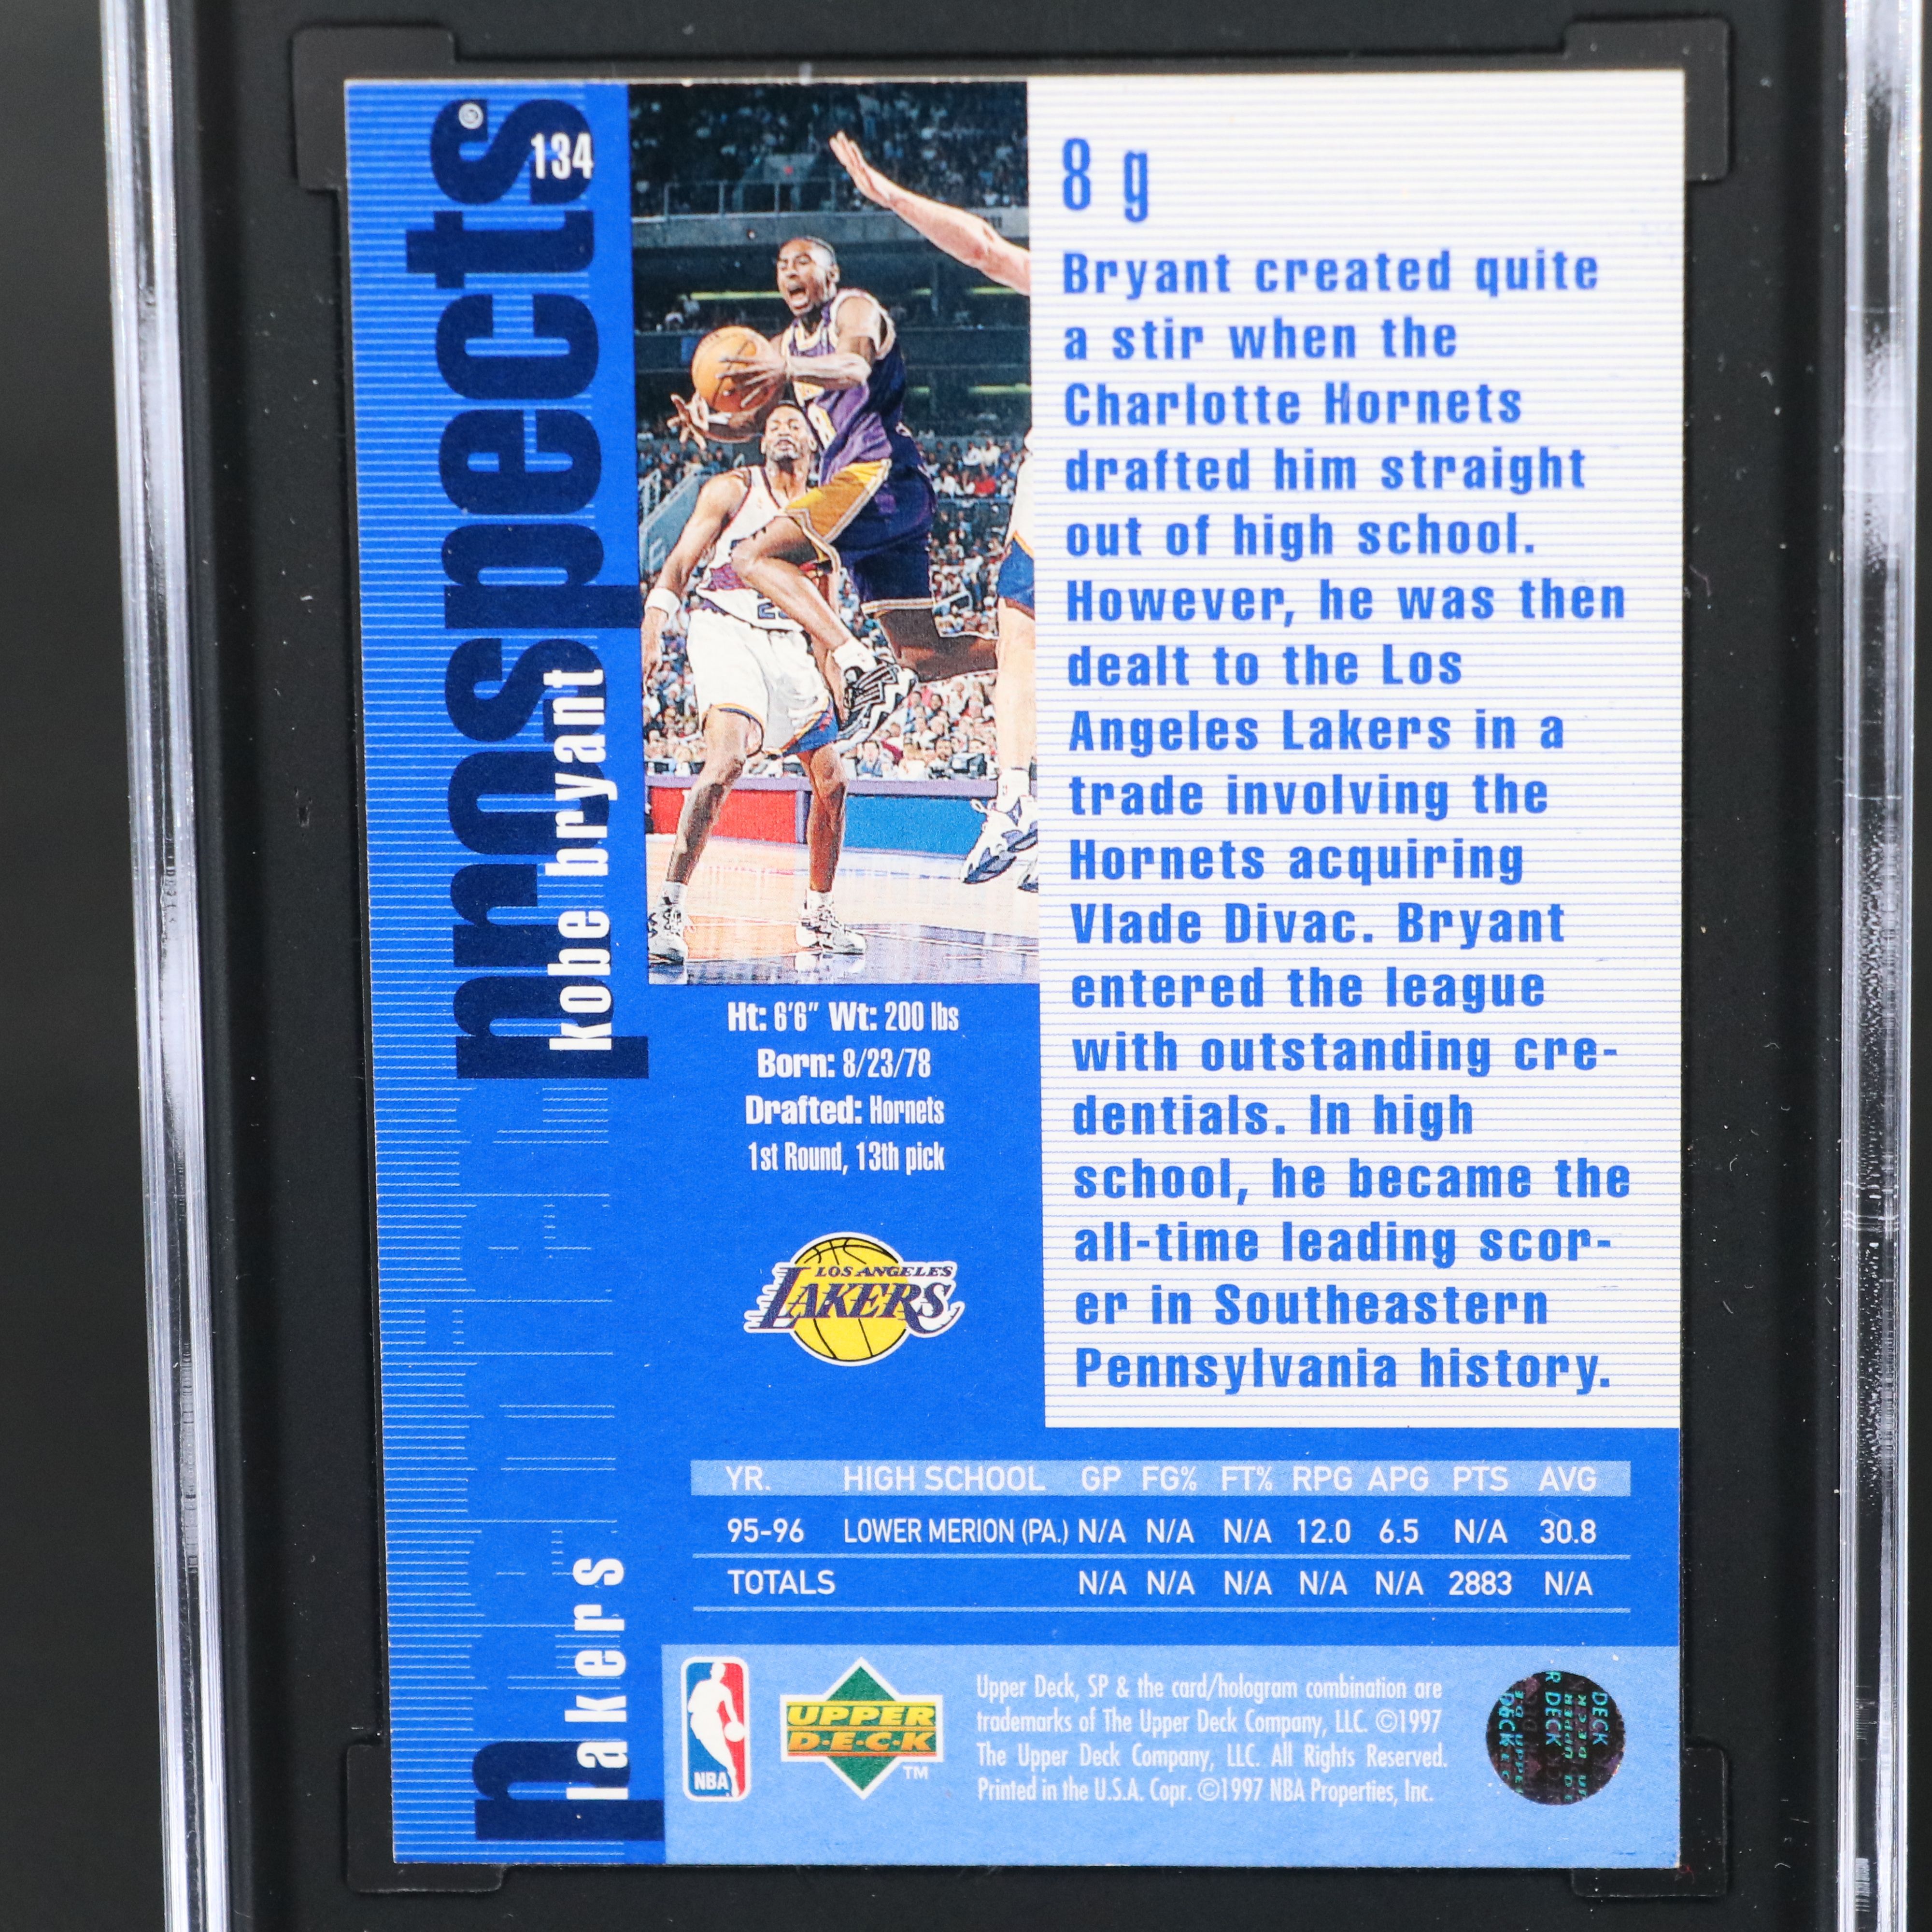 134
prospects
®
kobe bryant
lakers
8 g
Bryant created quite
a stir when the
Charlotte Hornets
drafted him straight
out of high school.
However, he was then
dealt to the Los
Angeles Lakers in a
trade involving the
Hornets acquiring
Vlade Divac. Bryant
entered the league
with outstanding cre-
dentials. In high
school, he became the
all-time leading scor-
er in Southeastern
Pennsylvania history.
Ht: 6'6" Wt: 200 lbs
Born: 8/23/78
Drafted: Hornets
1st Round, 13th pick
LOS ANGELES
LAKERS
YR. HIGH SCHOOL GP FG% FT% RPG APG PTS AVG
95-96 LOWER MERION (PA.) N/A N/A N/A 12.0 6.5 N/A 30.8
TOTALS N/A N/A N/A N/A N/A 2883 N/A
NBA
UPPER
D·E·C·K
TM
Upper Deck, SP & the card/hologram combination are
trademarks of The Upper Deck Company, LLC. ©1997
The Upper Deck Company, LLC. All Rights Reserved.
Printed in the U.S.A. Copr. ©1997 NBA Properties, Inc.
DECK
R DECK
UPPE
DECK